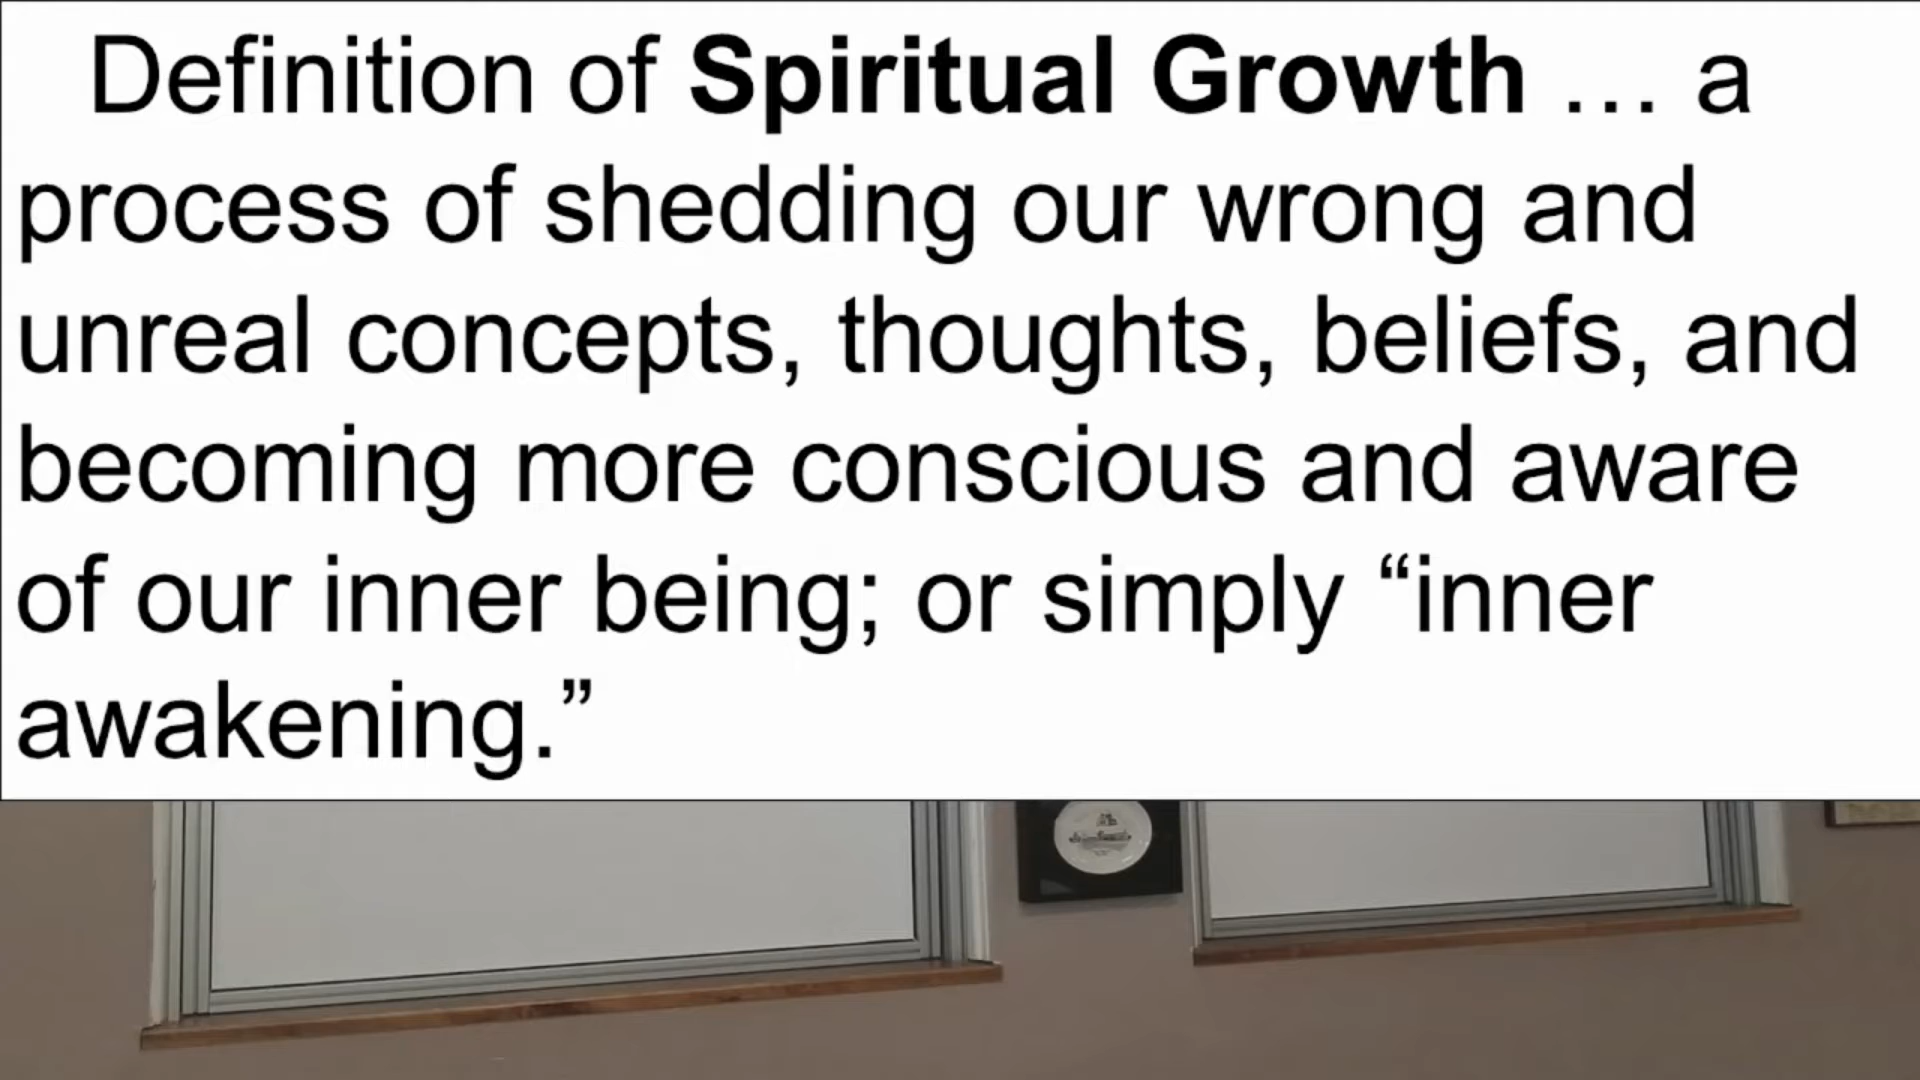 Definition of Spiritual Growth … a
process of shedding our wrong and
unreal concepts, thoughts, beliefs, and
becoming more conscious and aware
of our inner being; or simply “inner
awakening.”